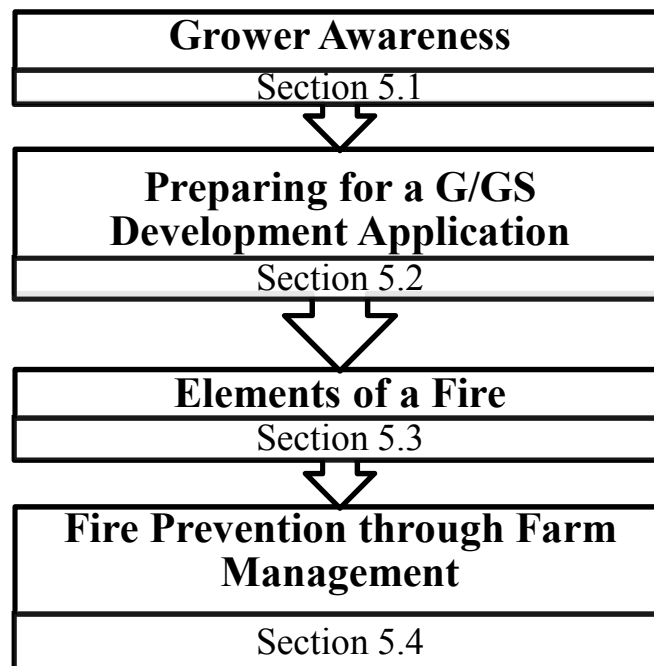 Grower Awareness
Section 5.1
Preparing for a G/GS
Development Application
Section 5.2
Elements of a Fire
Section 5.3
Fire Prevention through Farm
Management
Section 5.4